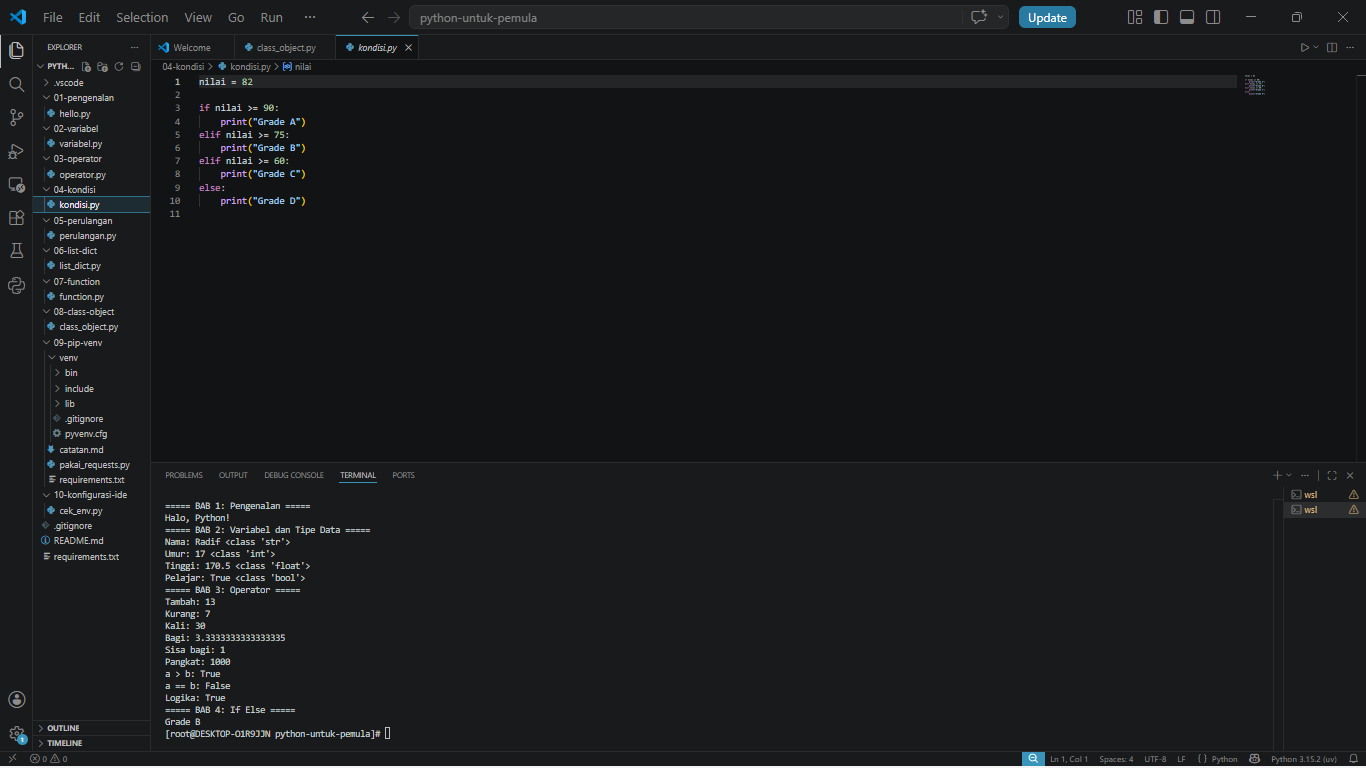 File Edit Selection View Go Run ··· python-untuk-pemula Update
EXPLORER ···
PYTH...
.vscode
01-pengenalan
hello.py
02-variabel
variabel.py
03-operator
operator.py
04-kondisi
kondisi.py
05-perulangan
perulangan.py
06-list-dict
list_dict.py
07-function
function.py
08-class-object
class_object.py
09-pip-venv
venv
bin
include
lib
.gitignore
pyvenv.cfg
catatan.md
pakai_requests.py
requirements.txt
10-konfigurasi-ide
cek_env.py
.gitignore
README.md
requirements.txt
OUTLINE
TIMELINE
Welcome class_object.py kondisi.py
04-kondisi > kondisi.py > nilai
1 nilai = 82
2
3 if nilai >= 90:
4     print("Grade A")
5 elif nilai >= 75:
6     print("Grade B")
7 elif nilai >= 60:
8     print("Grade C")
9 else:
10     print("Grade D")
11
PROBLEMS OUTPUT DEBUG CONSOLE TERMINAL PORTS
===== BAB 1: Pengenalan =====
Halo, Python!
===== BAB 2: Variabel dan Tipe Data =====
Nama: Radif <class 'str'>
Umur: 17 <class 'int'>
Tinggi: 170.5 <class 'float'>
Pelajar: True <class 'bool'>
===== BAB 3: Operator =====
Tambah: 13
Kurang: 7
Kali: 30
Bagi: 3.3333333333333335
Sisa bagi: 1
Pangkat: 1000
a > b: True
a == b: False
Logika: True
===== BAB 4: If Else =====
Grade B
[root@DESKTOP-O1R9JJN python-untuk-pemula]#
wsl
wsl
1
0 0 Ln 1, Col 1 Spaces: 4 UTF-8 LF { } Python Python 3.15.2 (uv)